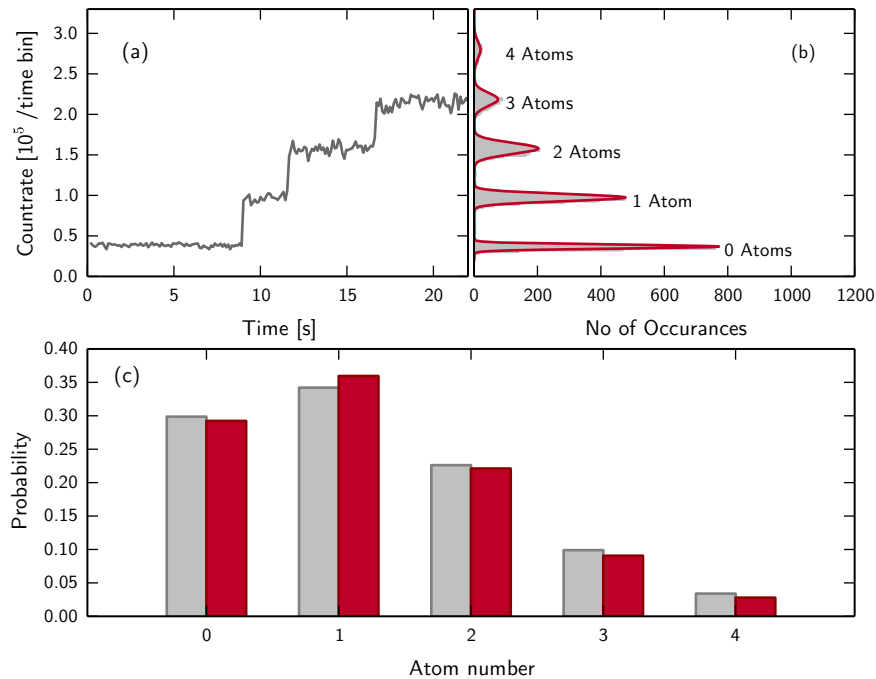 Countrate [10⁵ /time bin]
3.0
2.5
2.0
1.5
1.0
0.5
0.0
(a)
0 5 10 15 20
Time [s]
(b)
4 Atoms
3 Atoms
2 Atoms
1 Atom
0 Atoms
0 200 400 600 800 1000 1200
No of Occurances
Probability
0.40
0.35
0.30
0.25
0.20
0.15
0.10
0.05
0.00
(c)
0 1 2 3 4
Atom number